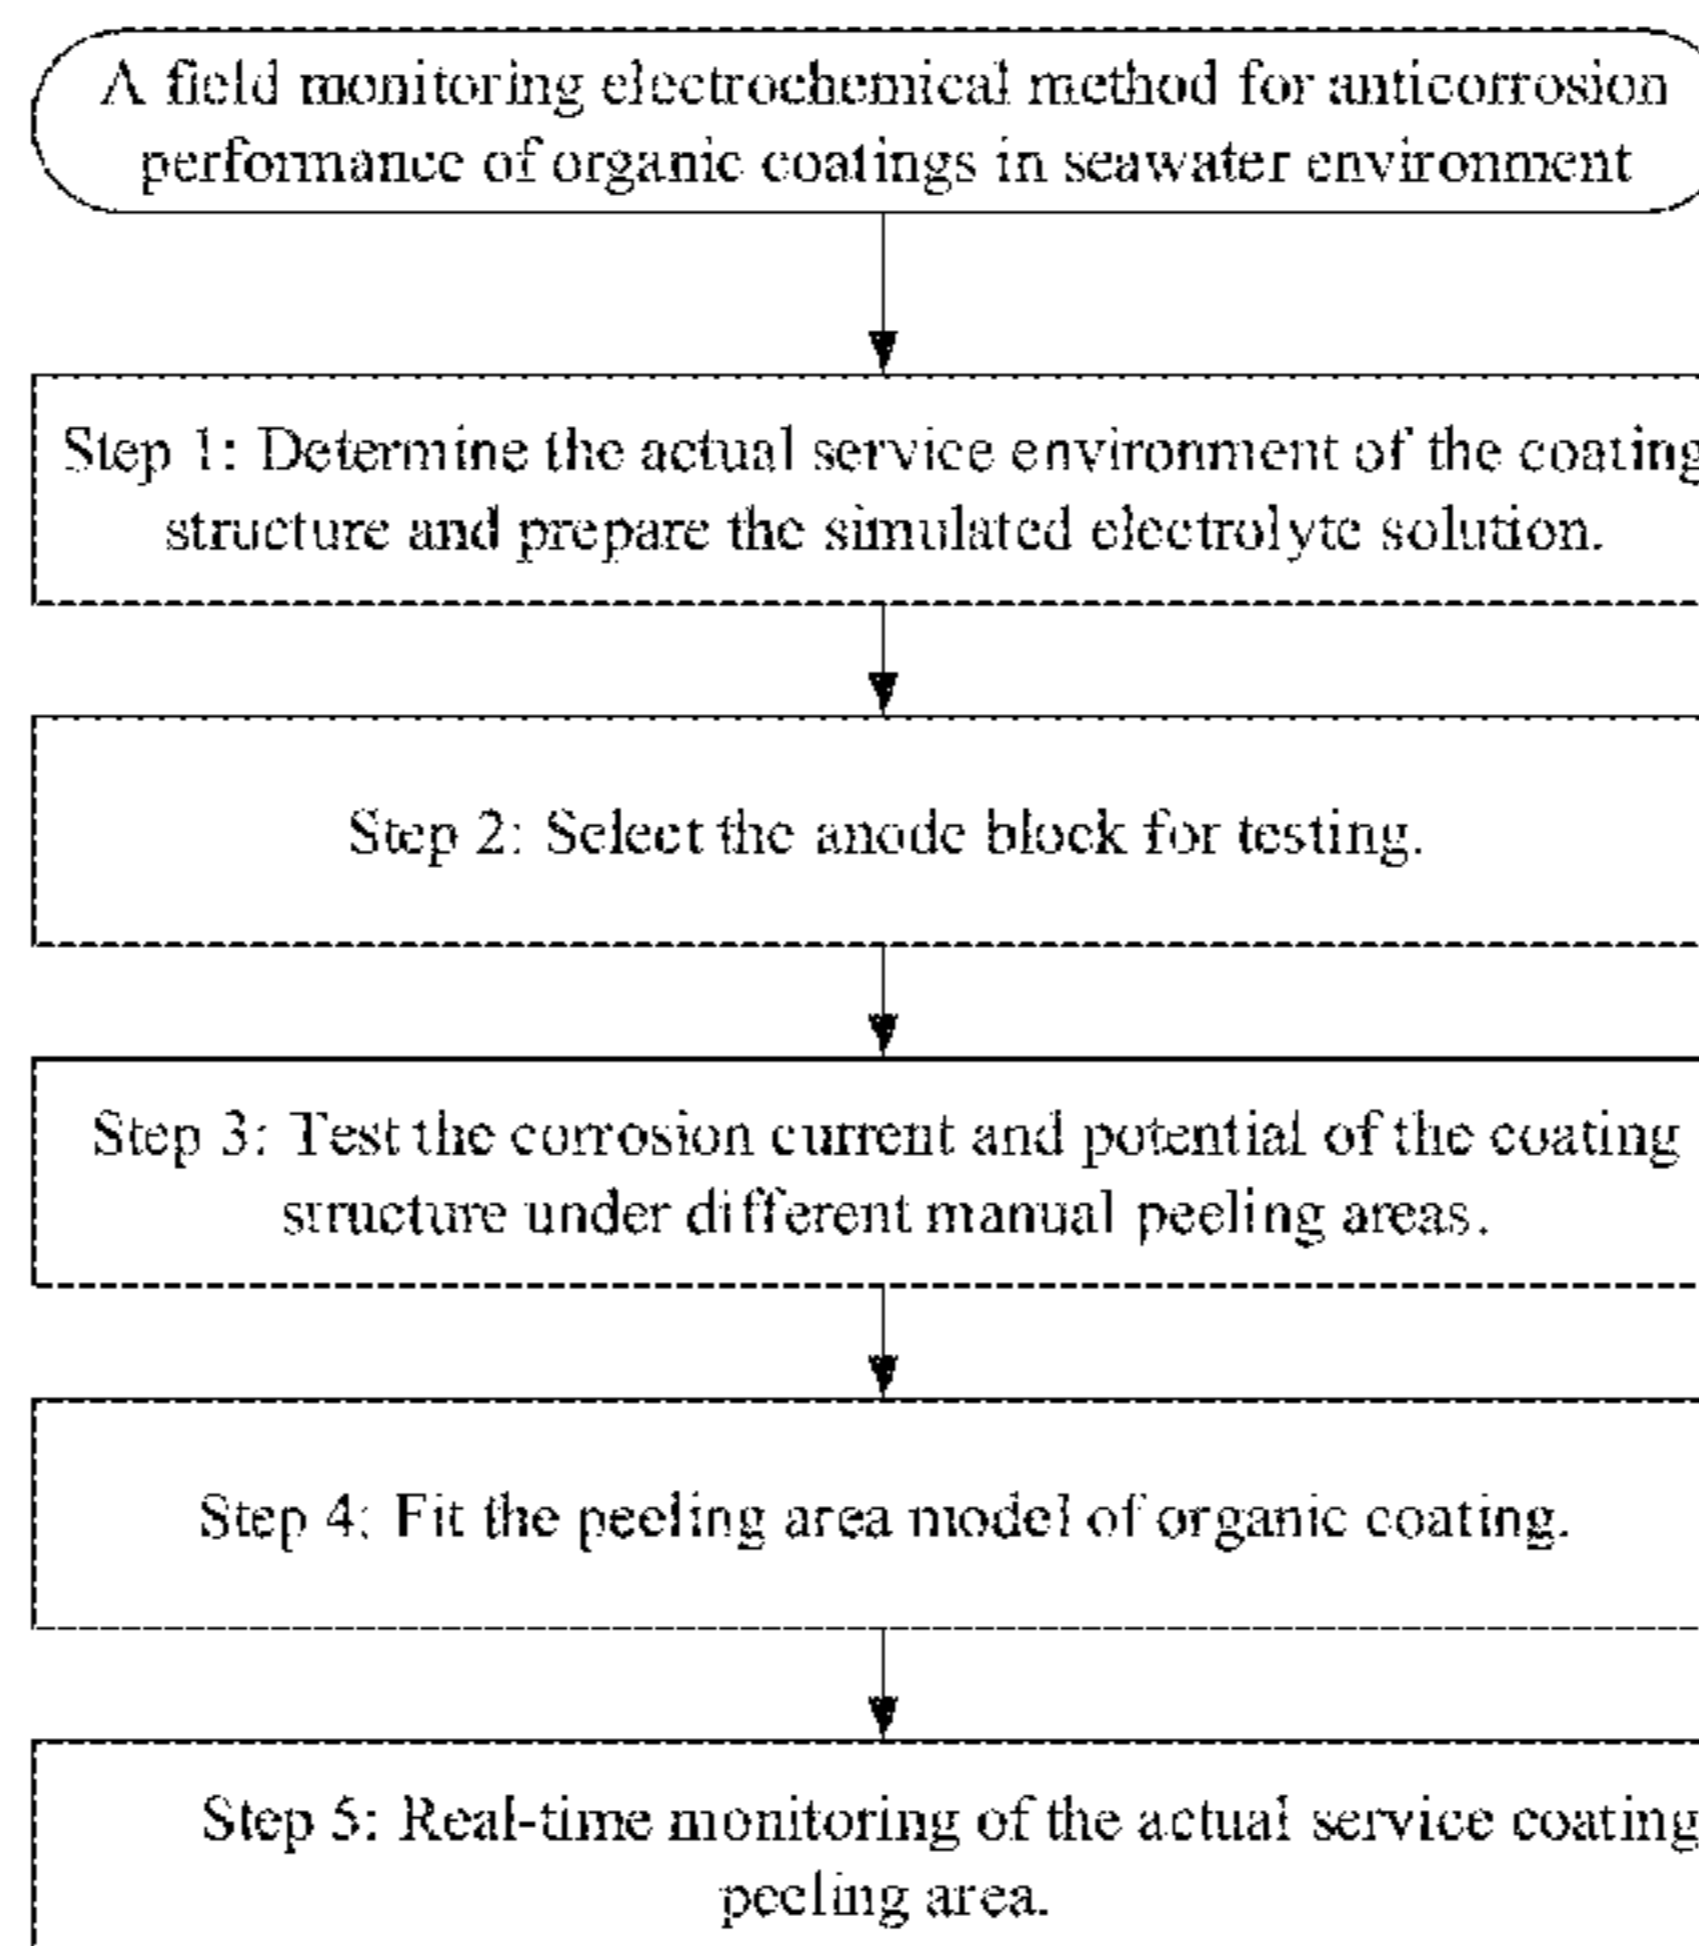 A field monitoring electrochemical method for anticorrosion
performance of organic coatings in seawater environment
Step 1: Determine the actual service environment of the coating
structure and prepare the simulated electrolyte solution.
Step 2: Select the anode block for testing.
Step 3: Test the corrosion current and potential of the coating
structure under different manual peeling areas.
Step 4: Fit the peeling area model of organic coating.
Step 5: Real-time monitoring of the actual service coating
peeling area.